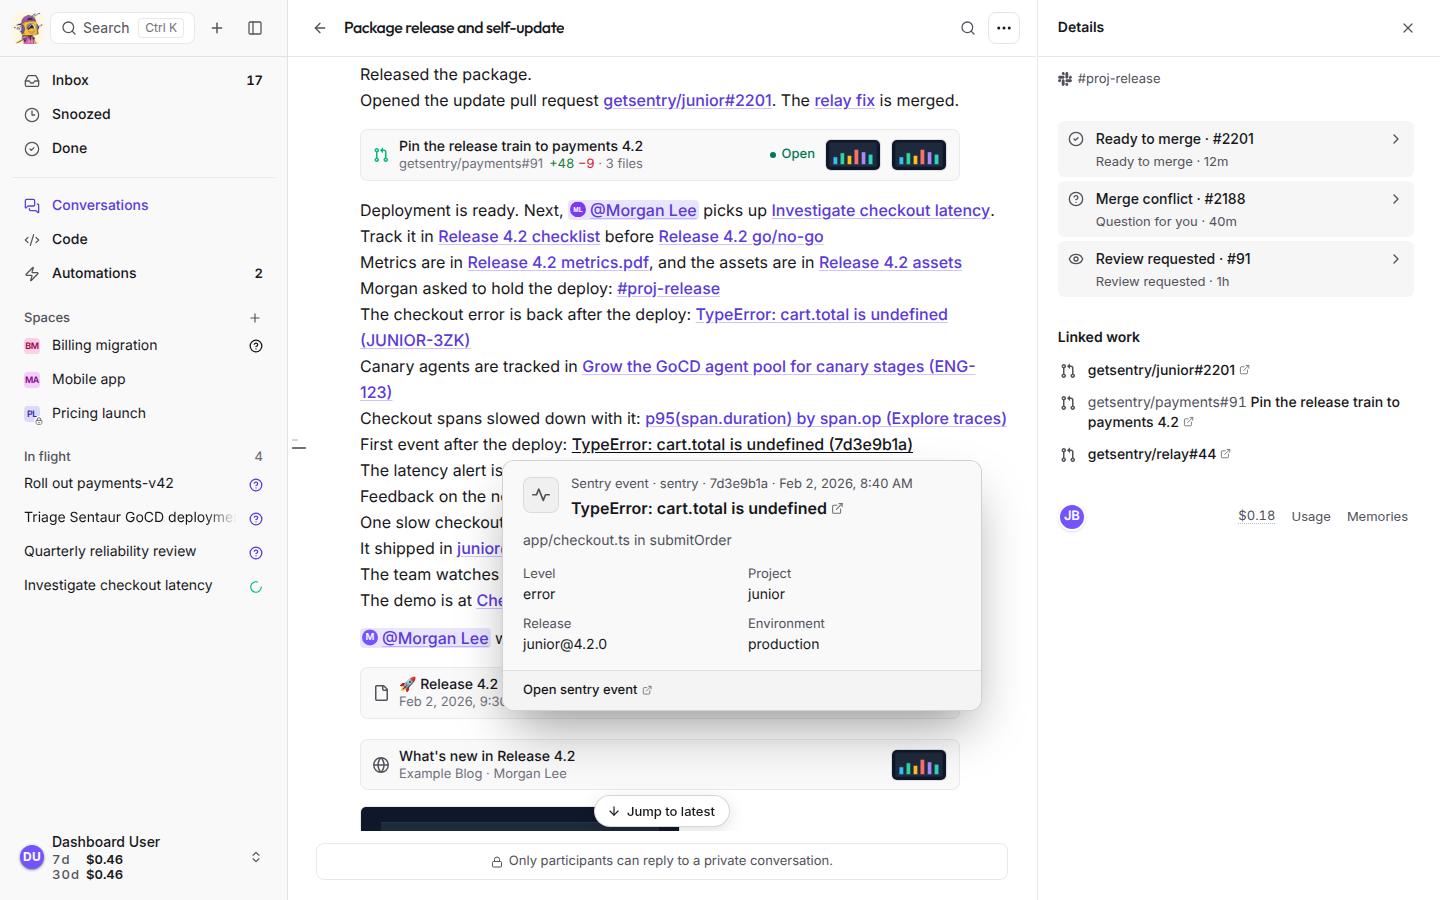 Search Ctrl K
Inbox 17
Snoozed
Done
Conversations
Code
Automations 2
Spaces
BM Billing migration
MA Mobile app
PL Pricing launch
In flight 4
Roll out payments-v42
Triage Sentaur GoCD deployme
Quarterly reliability review
Investigate checkout latency
DU Dashboard User
7d $0.46
30d $0.46
Package release and self-update
Released the package.
Opened the update pull request getsentry/junior#2201. The relay fix is merged.
Pin the release train to payments 4.2
getsentry/payments#91 +48 −9 · 3 files
Open
Deployment is ready. Next, ML @Morgan Lee picks up Investigate checkout latency.
Track it in Release 4.2 checklist before Release 4.2 go/no-go
Metrics are in Release 4.2 metrics.pdf, and the assets are in Release 4.2 assets
Morgan asked to hold the deploy: #proj-release
The checkout error is back after the deploy: TypeError: cart.total is undefined
(JUNIOR-3ZK)
Canary agents are tracked in Grow the GoCD agent pool for canary stages (ENG-
123)
Checkout spans slowed down with it: p95(span.duration) by span.op (Explore traces)
First event after the deploy: TypeError: cart.total is undefined (7d3e9b1a)
The latency alert is
Feedback on the
One slow checkout
It shipped in junior
The team watches
The demo is at Che
M @Morgan Lee
Sentry event · sentry · 7d3e9b1a · Feb 2, 2026, 8:40 AM
TypeError: cart.total is undefined
app/checkout.ts in submitOrder
Level
error
Project
junior
Release
junior@4.2.0
Environment
production
Open sentry event
🚀 Release 4.2
Feb 2, 2026, 9:30
What's new in Release 4.2
Example Blog · Morgan Lee
Jump to latest
Only participants can reply to a private conversation.
Details
#proj-release
Ready to merge · #2201
Ready to merge · 12m
Merge conflict · #2188
Question for you · 40m
Review requested · #91
Review requested · 1h
Linked work
getsentry/junior#2201
getsentry/payments#91 Pin the release train to
payments 4.2
getsentry/relay#44
JB $0.18 Usage Memories